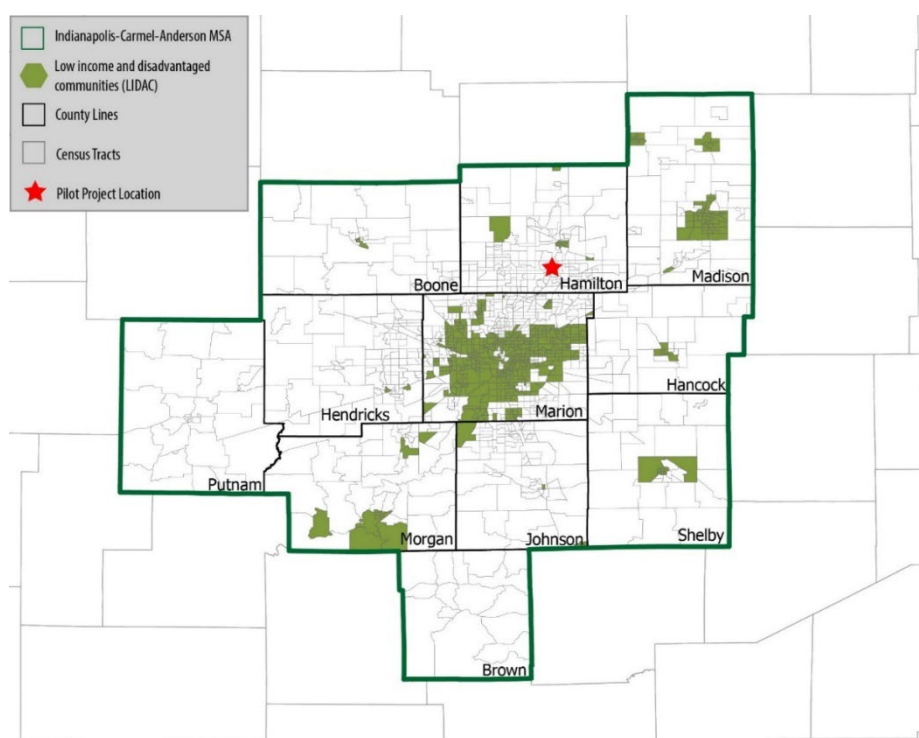 Indianapolis-Carmel-Anderson MSA
Low income and disadvantaged
communities (LIDAC)
County Lines
Census Tracts
Pilot Project Location
Boone
Hamilton
Madison
Hendricks
Marion
Hancock
Putnam
Morgan
Johnson
Shelby
Brown